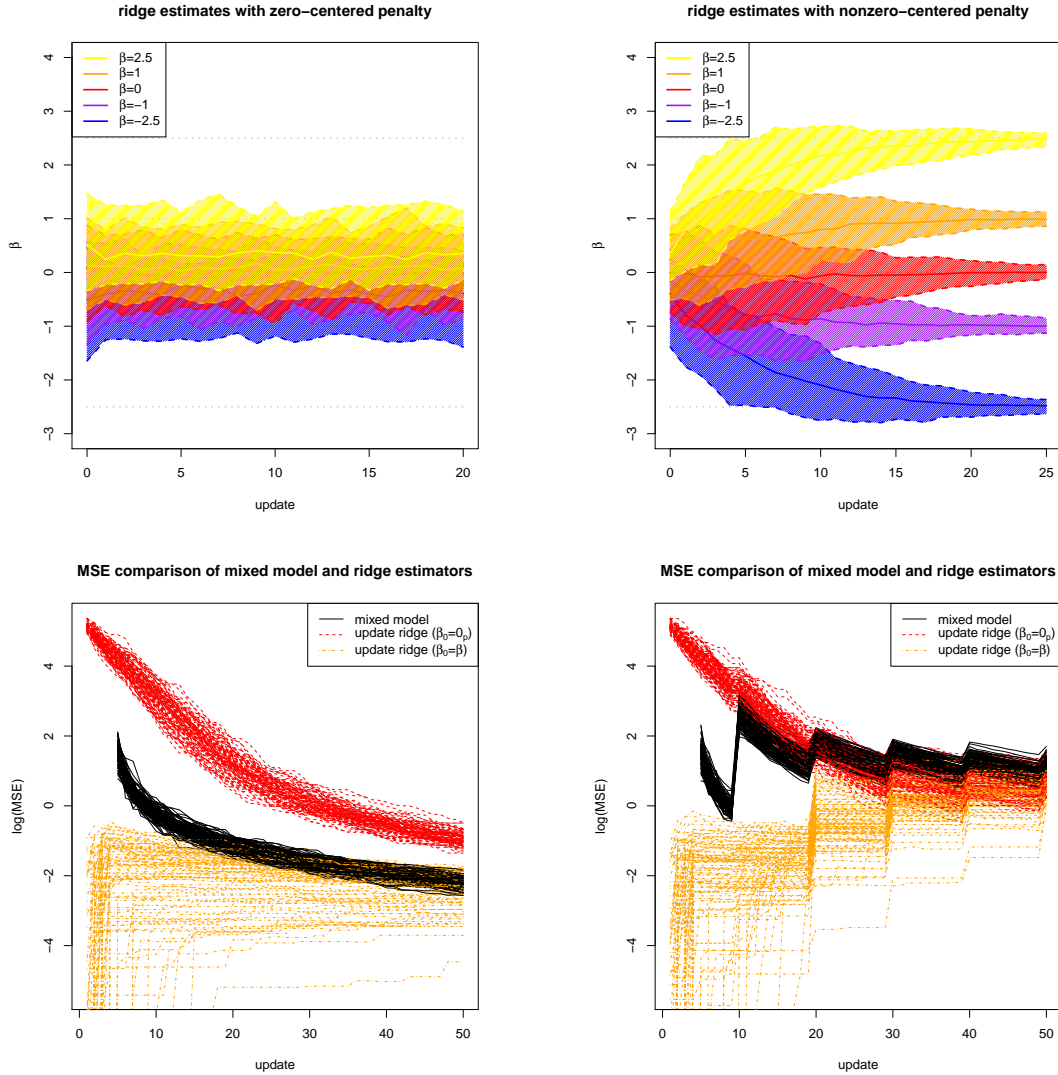 ridge estimates with zero−centered penalty
β
4
3
2
1
0
−1
−2
−3
β=2.5
β=1
β=0
β=−1
β=−2.5
0 5 10 15 20
update
ridge estimates with nonzero−centered penalty
β
4
3
2
1
0
−1
−2
−3
β=2.5
β=1
β=0
β=−1
β=−2.5
0 5 10 15 20 25
update
MSE comparison of mixed model and ridge estimators
log(MSE)
4
2
0
−2
−4
mixed model
update ridge (β0=0p)
update ridge (β0=β)
0 10 20 30 40 50
update
MSE comparison of mixed model and ridge estimators
log(MSE)
4
2
0
−2
−4
mixed model
update ridge (β0=0p)
update ridge (β0=β)
0 10 20 30 40 50
update